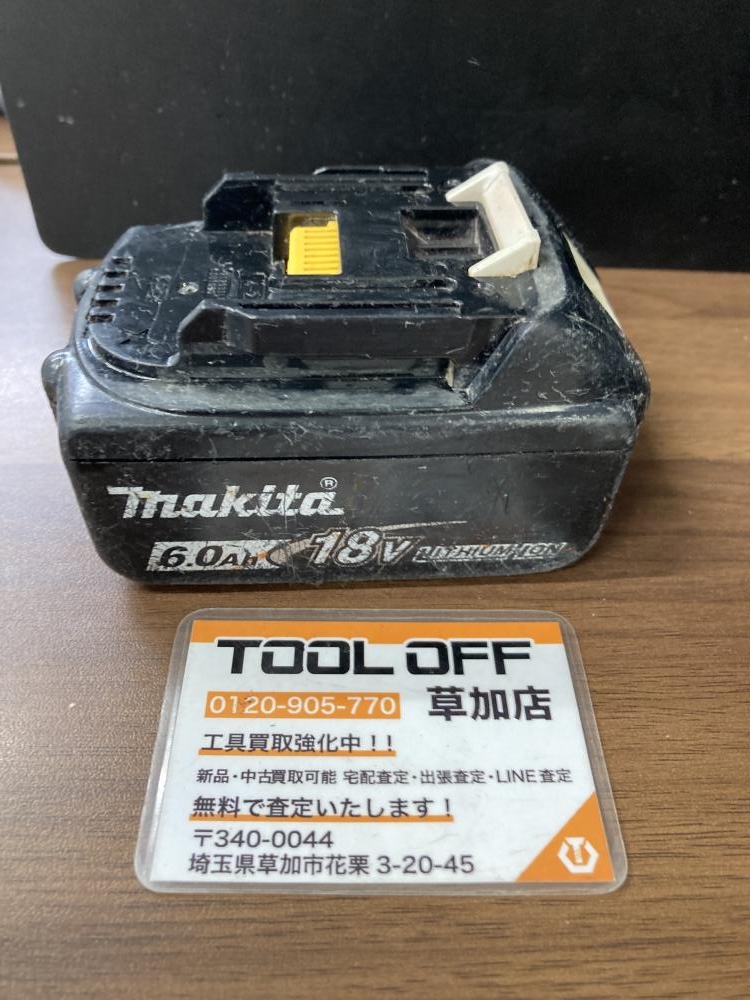 makita®
6.0Ah 18V LITHIUM-ION
TOOL OFF
0120-905-770 草加店
工具買取強化中！！
新品・中古買取可能 宅配査定・出張査定・LINE査定
無料で査定いたします！
〒340-0044
埼玉県草加市花栗3-20-45